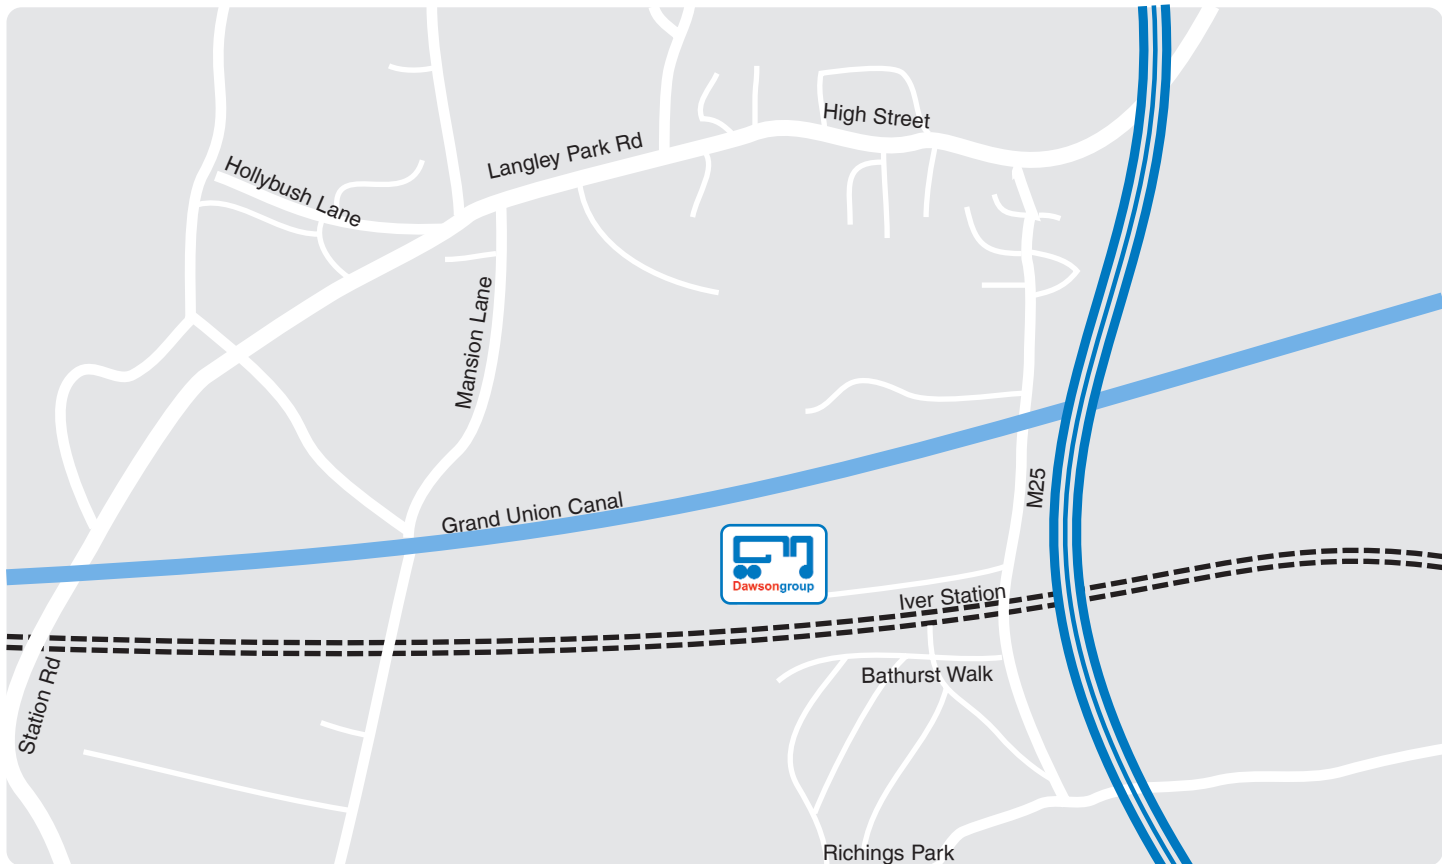 High Street
Langley Park Rd
Hollybush Lane
Mansion Lane
M25
Grand Union Canal
Dawsongroup
Iver Station
Bathurst Walk
Station Rd
Richings Park